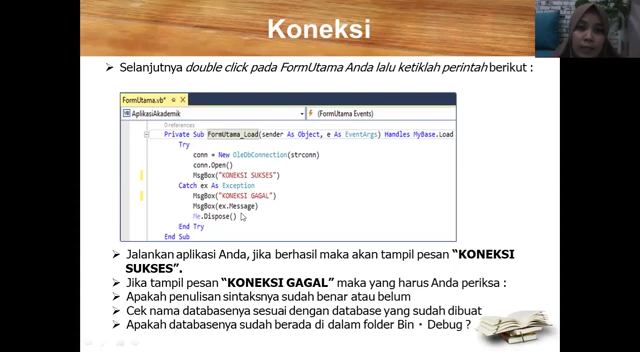 Koneksi
➢ Selanjutnya double click pada FormUtama Anda lalu ketiklah perintah berikut :
FormUtama.vb*
AplikasiAkademik (FormUtama Events)
0 references
Private Sub FormUtama_Load(sender As Object, e As EventArgs) Handles MyBase.Load
Try
conn = New OleDbConnection(strconn)
conn.Open()
MsgBox("KONEKSI SUKSES")
Catch ex As Exception
MsgBox("KONEKSI GAGAL")
MsgBox(ex.Message)
Me.Dispose()
End Try
End Sub
➢ Jalankan aplikasi Anda, jika berhasil maka akan tampil pesan “KONEKSI
SUKSES”.
➢ Jika tampil pesan “KONEKSI GAGAL” maka yang harus Anda periksa :
➢ Apakah penulisan sintaksnya sudah benar atau belum
➢ Cek nama databasenya sesuai dengan database yang sudah dibuat
➢ Apakah databasenya sudah berada di dalam folder Bin • Debug ?